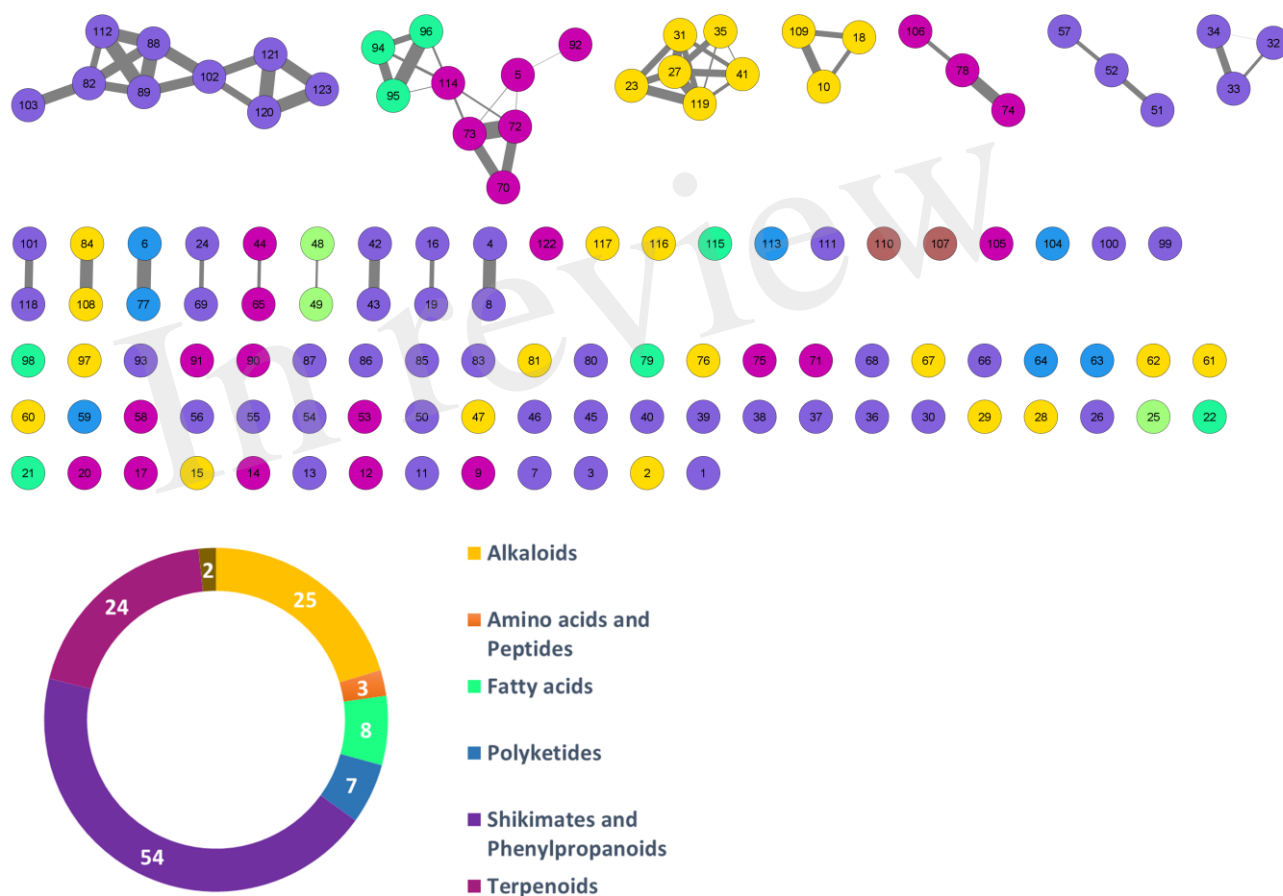 112 88 121 96 92 31 35 109 18 106 57 34 32
94 5 27 41 78 52
82 89 102 123 114 23 10 33
103 120 95 73 72 119 74 51
70
101 84 6 24 44 48 42 16 4 122 117 116 115 113 111 110 107 105 104 100 99
118 108 77 69 65 49 43 19 8
98 97 93 91 90 87 86 85 83 81 80 79 76 75 71 68 67 66 64 63 62 61
60 59 58 56 55 54 53 50 47 46 45 40 39 38 37 36 30 29 28 26 25 22
21 20 17 15 14 13 12 11 9 7 3 2 1
In review
2
24 25
3
8
7
54
Alkaloids
Amino acids and
Peptides
Fatty acids
Polyketides
Shikimates and
Phenylpropanoids
Terpenoids